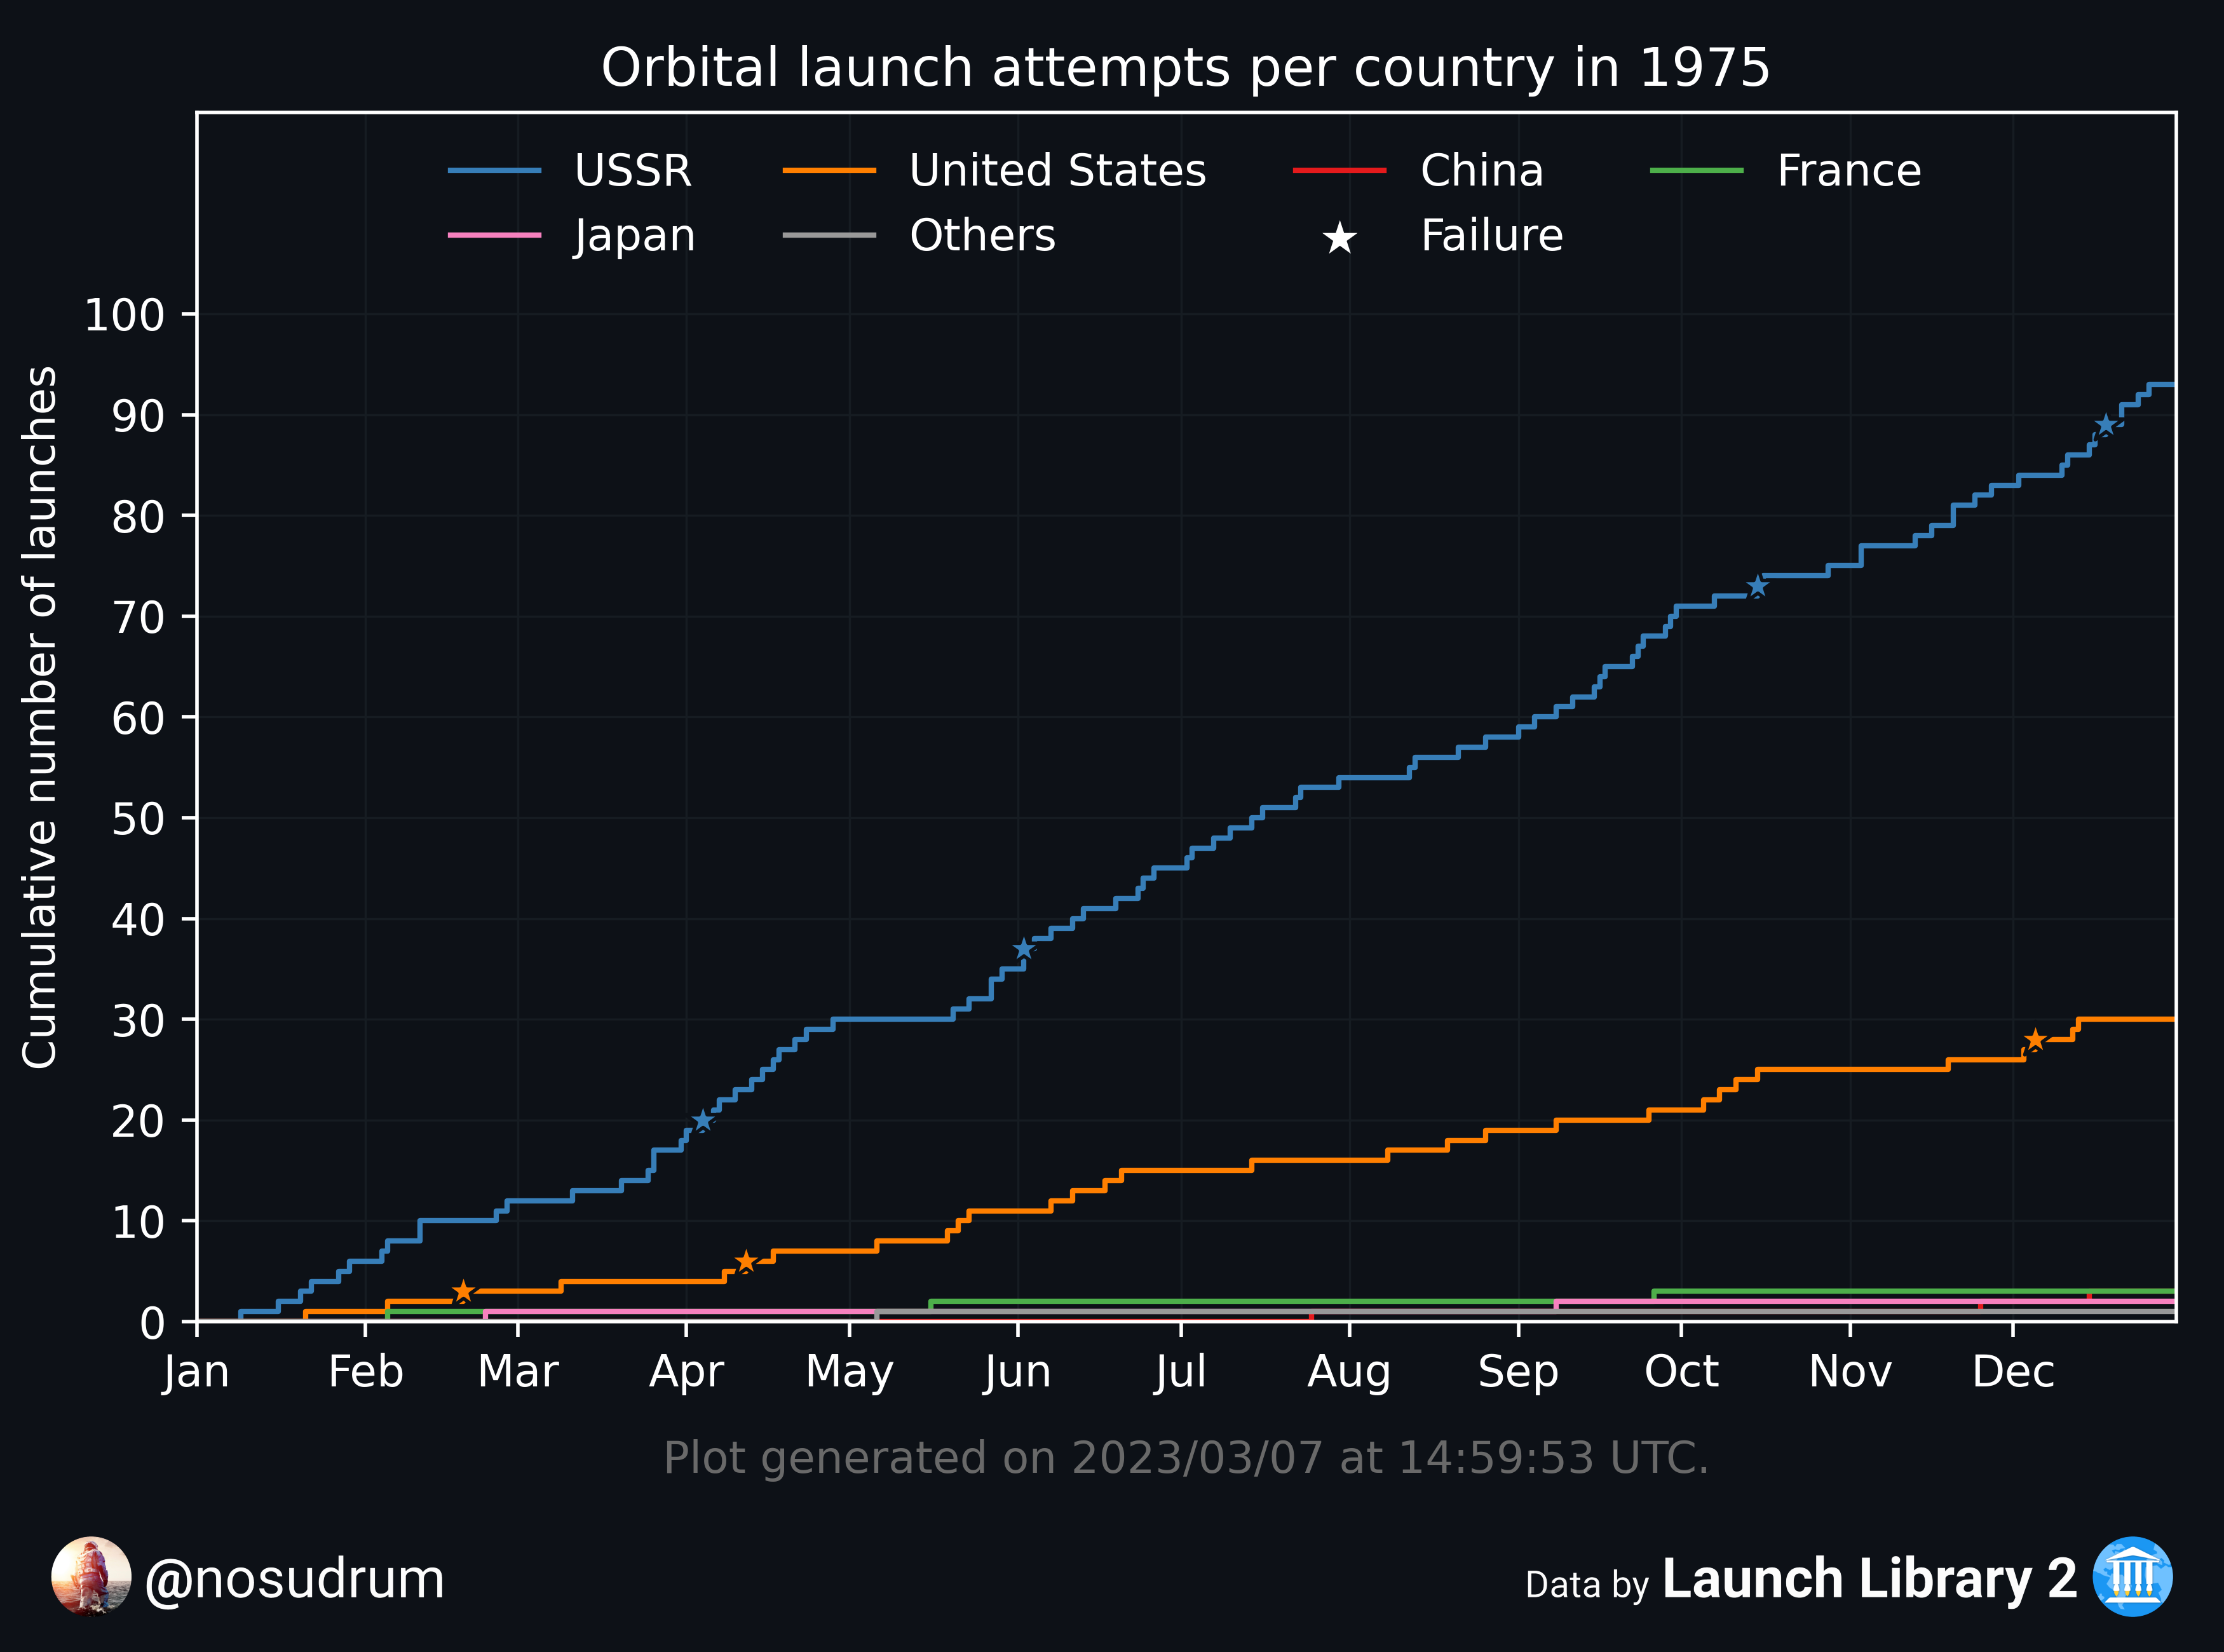 Orbital launch attempts per country in 1975
USSR United States China France
Japan Others Failure
Cumulative number of launches
100
90
80
70
60
50
40
30
20
10
0
Jan Feb Mar Apr May Jun Jul Aug Sep Oct Nov Dec
Plot generated on 2023/03/07 at 14:59:53 UTC.
@nosudrum
Data by Launch Library 2